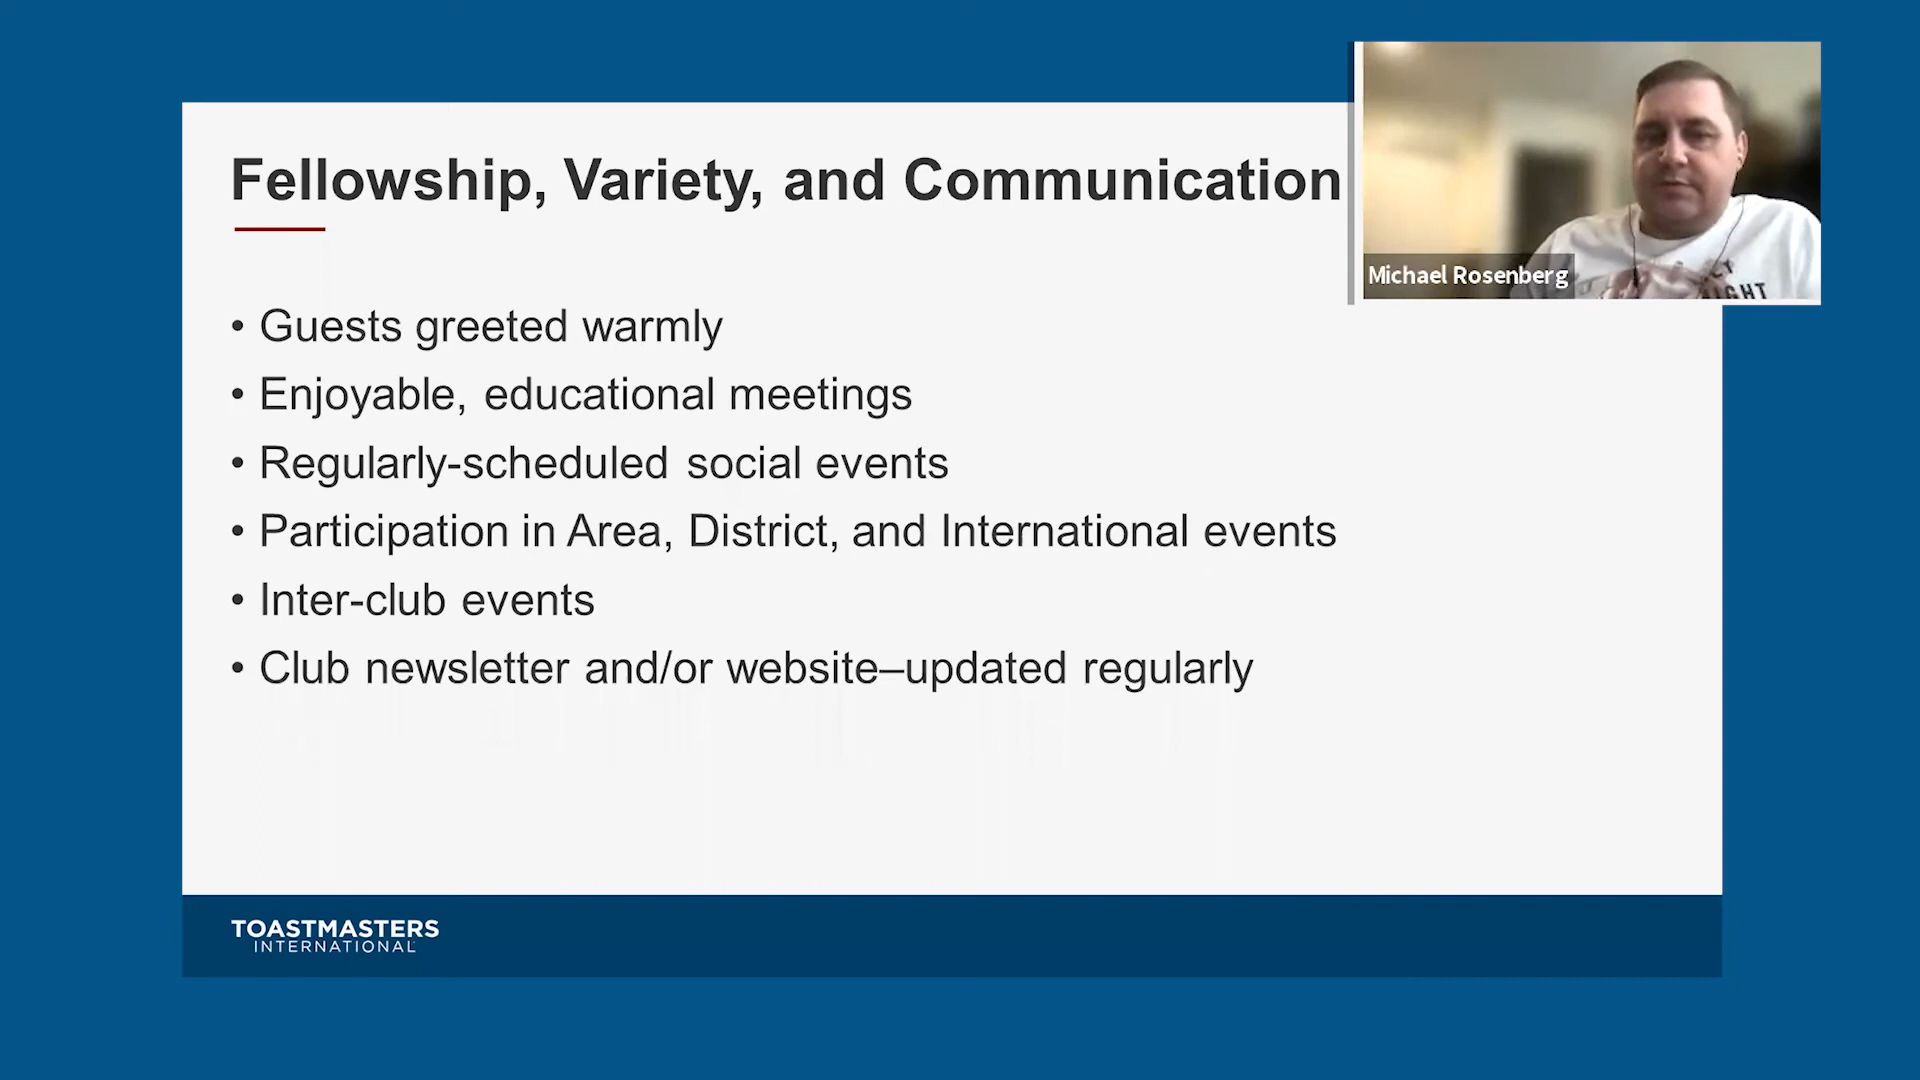 Fellowship, Variety, and Communication
Michael Rosenberg
• Guests greeted warmly
• Enjoyable, educational meetings
• Regularly-scheduled social events
• Participation in Area, District, and International events
• Inter-club events
• Club newsletter and/or website–updated regularly
TOASTMASTERS
INTERNATIONAL